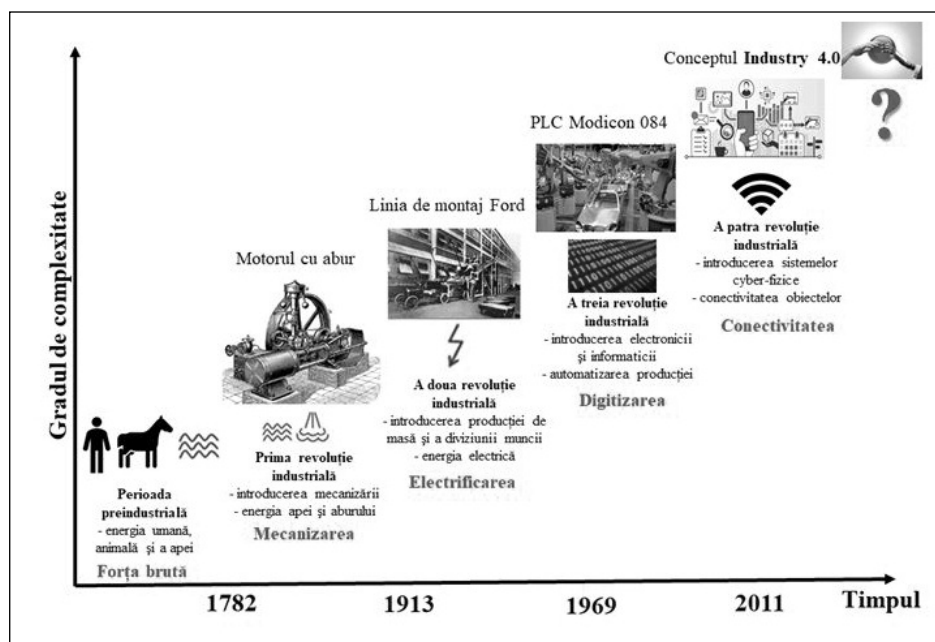 Gradul de complexitate
Perioada
preindustrială
- energia umană,
animală și a apei
Forța brută
Motorul cu abur
Prima revoluție
industrială
- introducerea mecanizării
- energia apei și aburului
Mecanizarea
Linia de montaj Ford
A doua revoluție
industrială
- introducerea producției de
masă și a diviziunii muncii
- energia electrică
Electrificarea
PLC Modicon 084
A treia revoluție
industrială
- introducerea electronicii
și informaticii
- automatizarea producției
Digitizarea
Conceptul Industry 4.0
?
A patra revoluție
industrială
- introducerea sistemelor
cyber-fizice
- conectivitatea obiectelor
Conectivitatea
1782
1913
1969
2011
Timpul